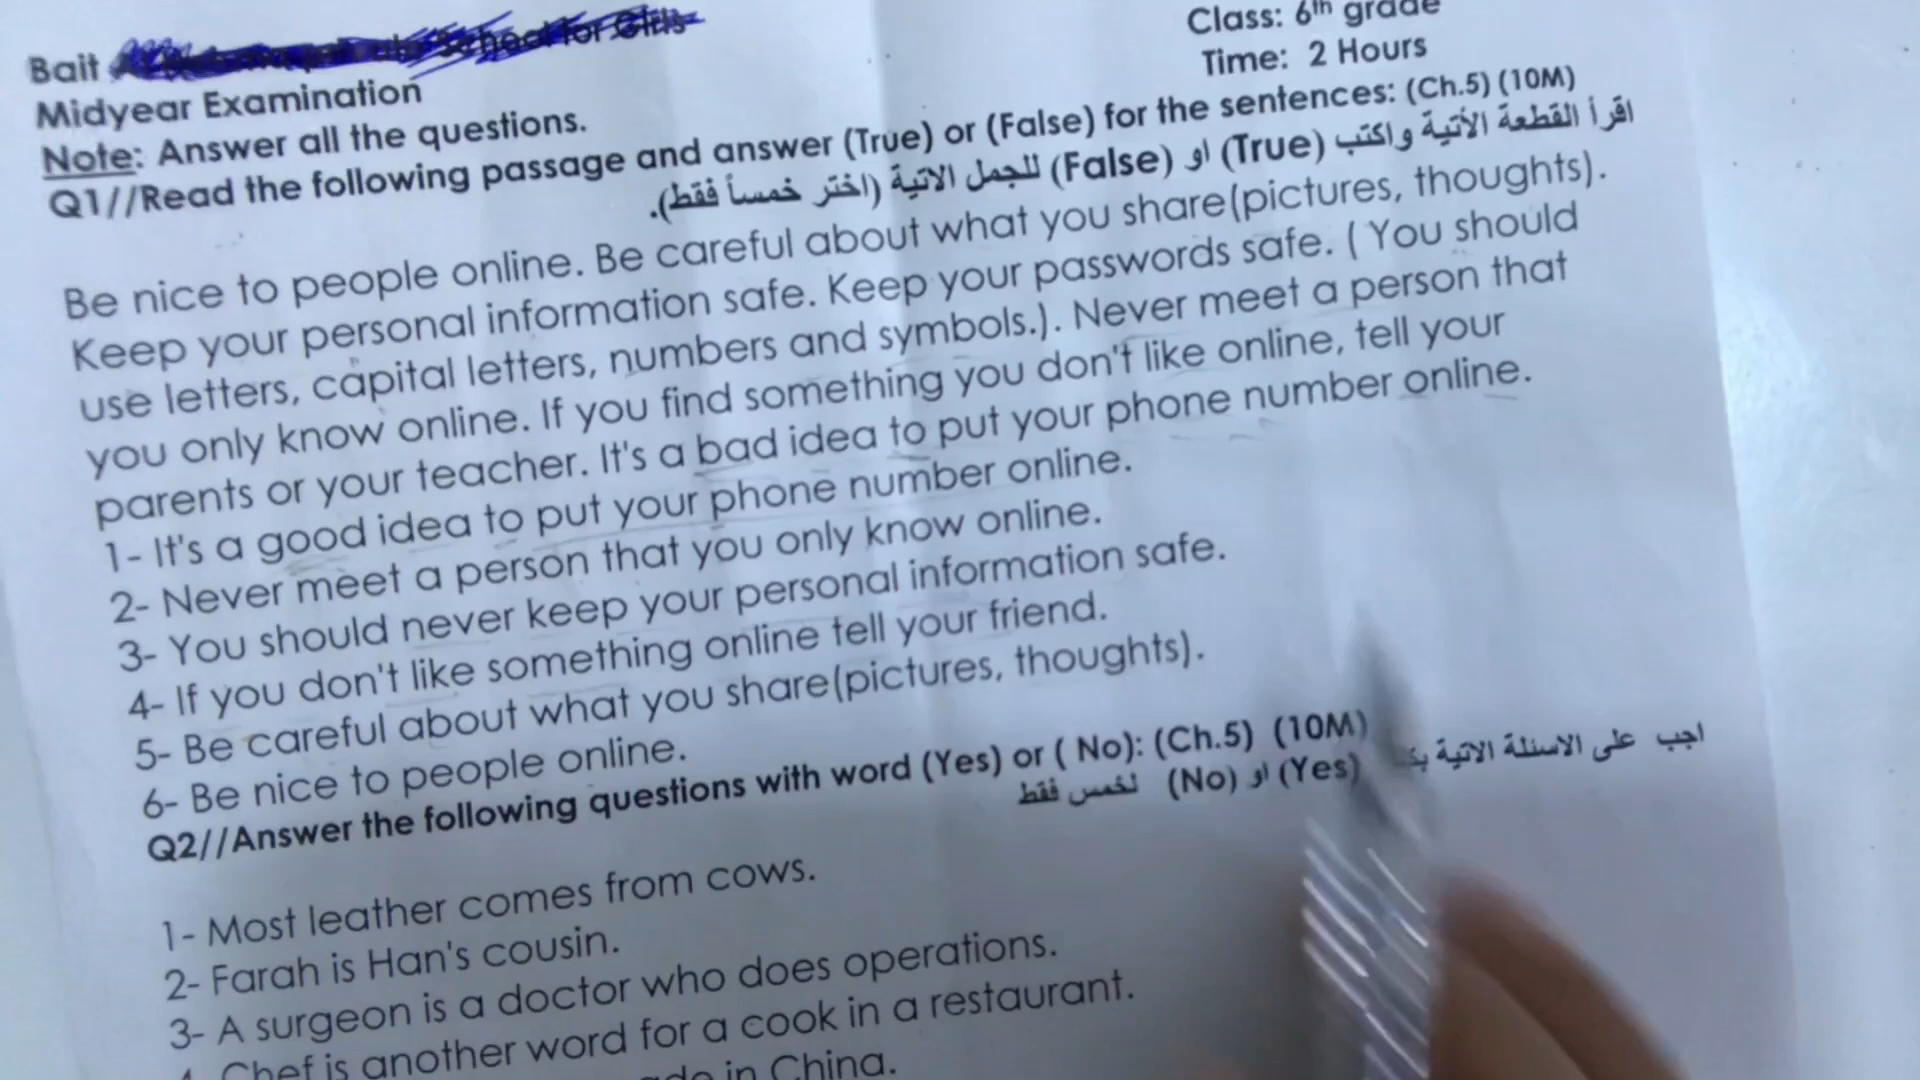 Bait School for Girls
Class: 6th grade
Midyear Examination
Time: 2 Hours
Note: Answer all the questions.
Q1//Read the following passage and answer (True) or (False) for the sentences: (Ch.5) (10M)
اقرأ القطعة الأتية واكتب (True) او (False) للجمل الاتية (اختر خمساً فقط).
Be nice to people online. Be careful about what you share(pictures, thoughts).
Keep your personal information safe. Keep your passwords safe. ( You should
use letters, capital letters, numbers and symbols.). Never meet a person that
you only know online. If you find something you don't like online, tell your
parents or your teacher. It's a bad idea to put your phone number online.
1- It's a good idea to put your phone number online.
2- Never meet a person that you only know online.
3- You should never keep your personal information safe.
4- If you don't like something online tell your friend.
5- Be careful about what you share(pictures, thoughts).
6- Be nice to people online.
Q2//Answer the following questions with word (Yes) or ( No): (Ch.5) (10M)
اجب على الاسئلة الاتية (Yes) او (No) لخمس فقط
1- Most leather comes from cows.
2- Farah is Han's cousin.
3- A surgeon is a doctor who does operations.
Chef is another word for a cook in a restaurant.
in China.